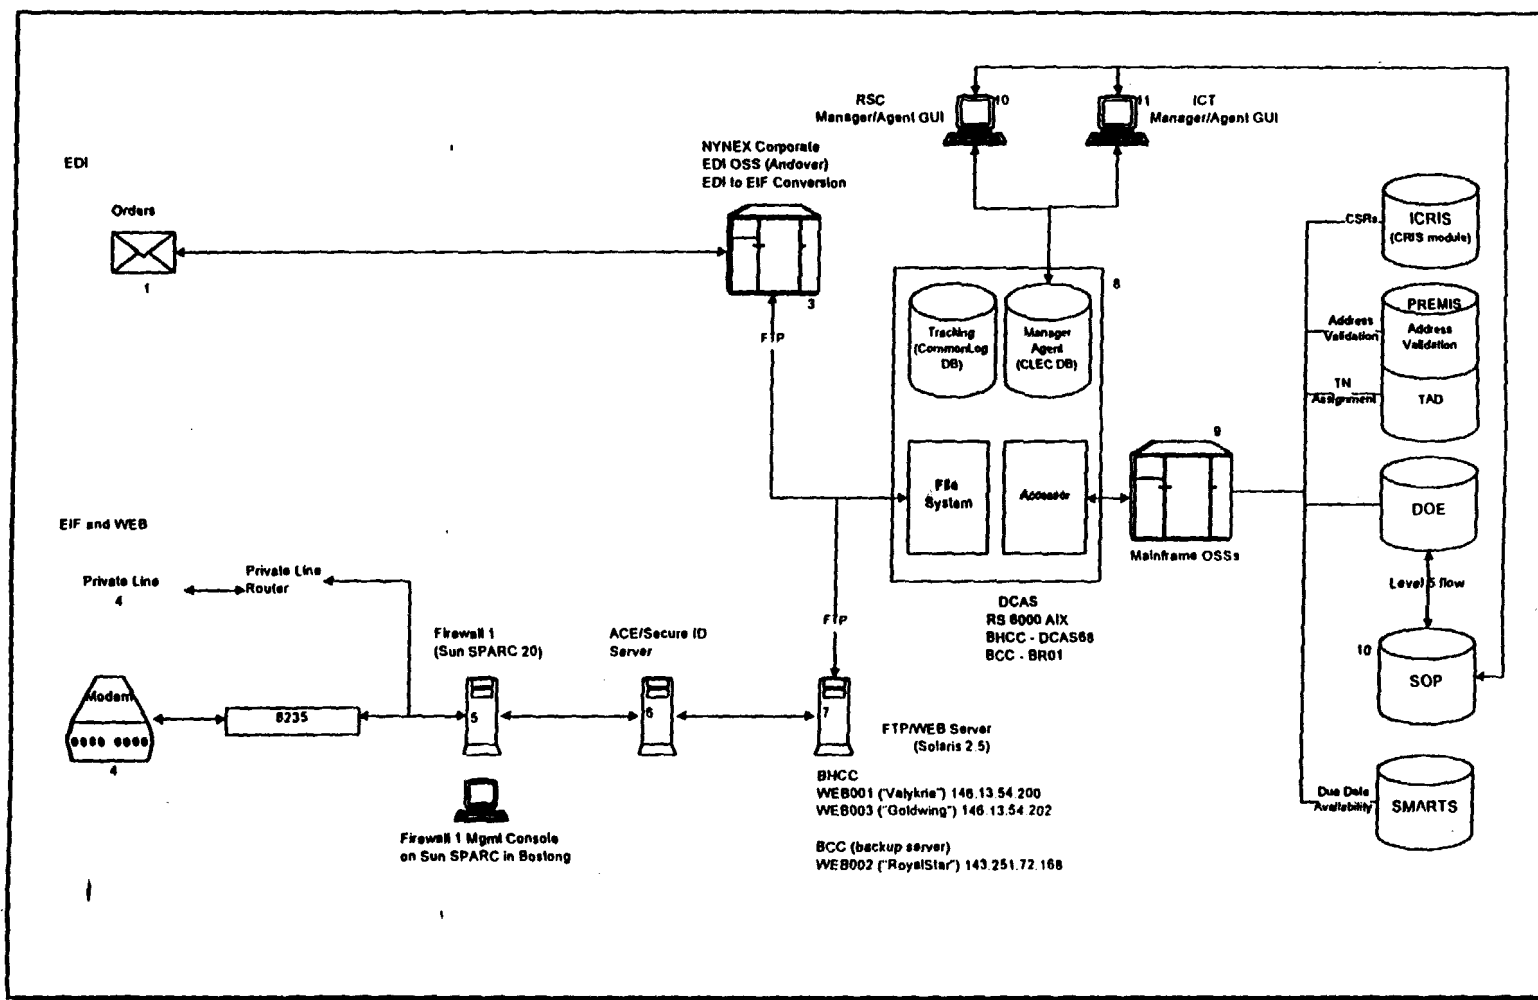 RSC
Manager/Agent GUI
10
11
ICT
Manager/Agent GUI
EDI
NYNEX Corporate
EDI OSS (Andover)
EDI to EIF Conversion
Orders
1
3
FTP
8
Tracking
(CommonLog
DB)
Manager
Agent
(CLEC DB)
CSRs
ICRIS
(CRIS module)
Address
Validation
PREMIS
Address
Validation
TN
Assignment
TAD
9
File
System
Accessor
Mainframe OSSs
DOE
Level 5 flow
10
SOP
Due Date
Availability
SMARTS
EIF and WEB
Private Line
4
Private Line
Router
Firewall 1
(Sun SPARC 20)
ACE/Secure ID
Server
FTP
DCAS
RS 6000 AIX
BHCC - DCAS68
BCC - BR01
Modem
4
8235
5
6
7
FTP/WEB Server
(Solaris 2.5)
BHCC
WEB001 ("Valykrie") 146.13.54.200
WEB003 ("Goldwing") 146.13.54.202
BCC (backup server)
WEB002 ("RoyalStar") 143.251.72.168
Firewall 1 Mgmt Console
on Sun SPARC in Bostong